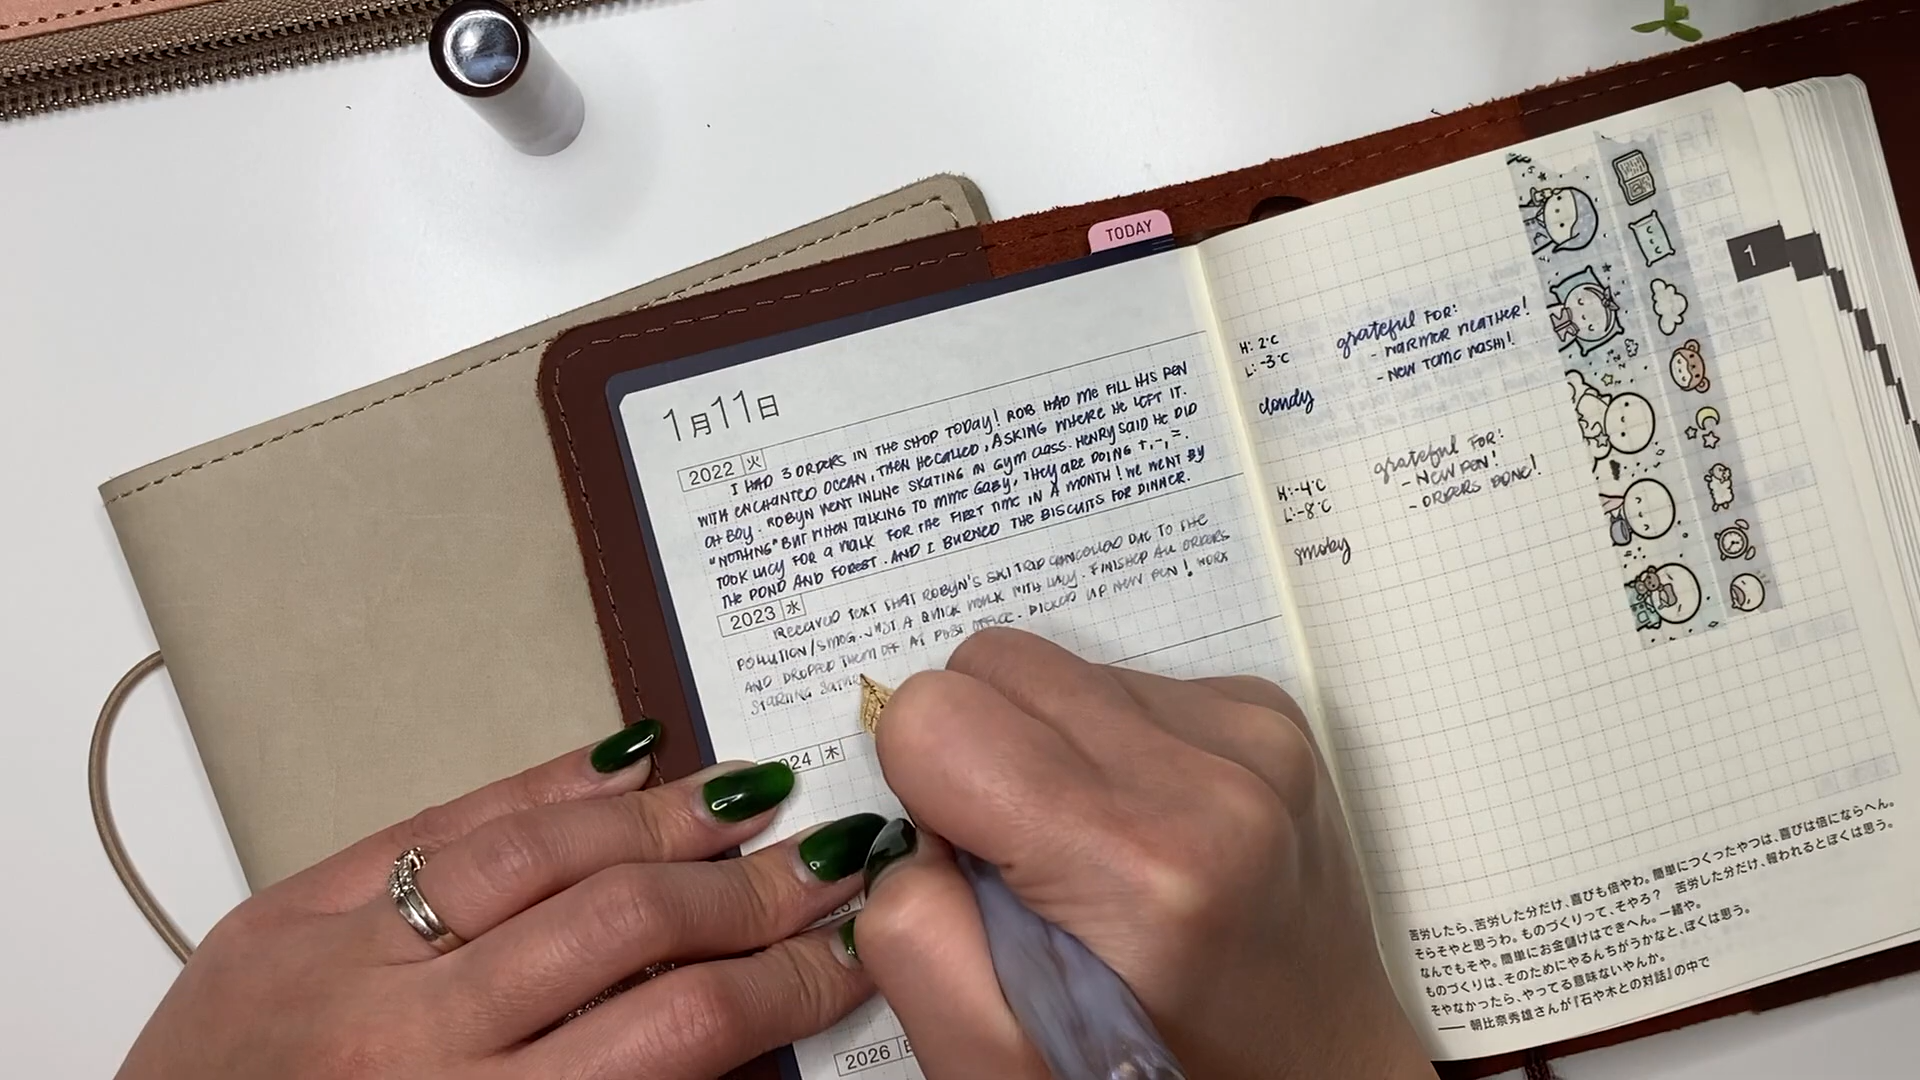 TODAY
1月11日
2022 火
I HAD 3 ORDERS IN THE SHOP TODAY! ROB HAD ME FILL HIS PEN
WITH ENCHANTED OCEAN, THEN HE CALLED, ASKING WHERE HE LEFT IT.
OH BOY. ROBYN WENT INLINE SKATING IN GYM CLASS. HENRY SAID HE DID
"NOTHING" BUT WHEN TALKING TO MIMC GABY, THEY ARE DOING +, -, =.
TOOK LUCY FOR A WALK FOR THE FIRST TIME IN A MONTH! WE WENT BY
THE POND AND FOREST. AND I BURNED THE BISCUITS FOR DINNER.
2023 水
RECEIVED TEXT THAT ROBYN'S SKI TRIP CANCELLED DUE TO THE
POLLUTION/SMOG. JUST A QUICK WALK WITH LUCY. FINISHED ALL ORDERS
AND DROPPED THEM OFF AT POST OFFICE. PICKED UP NEW PEN! WORK
STARTING
024 木
2026
H: 2°C
L: -3°C
cloudy
grateful FOR:
- WARMER WEATHER!
- NEW TOMC WASHI!
H: -4°C
L: -8°C
smoky
grateful FOR:
- NEW PEN!
- ORDERS DONE!
1
苦労したら、苦労した分だけ、喜びも倍やわ。簡単につくったやつは、喜びは倍にならへん。
そらそやと思うわ。ものづくりって、そやろ? 苦労した分だけ、報われるとぼくは思う。
なんでもそや。簡単にお金儲けはできへん。一緒や。
ものづくりは、そのためにやるんちがうかなと、ぼくは思う。
そやなかったら、やってる意味ないやんか。
── 朝比奈秀雄さんが『石や木との対話』の中で